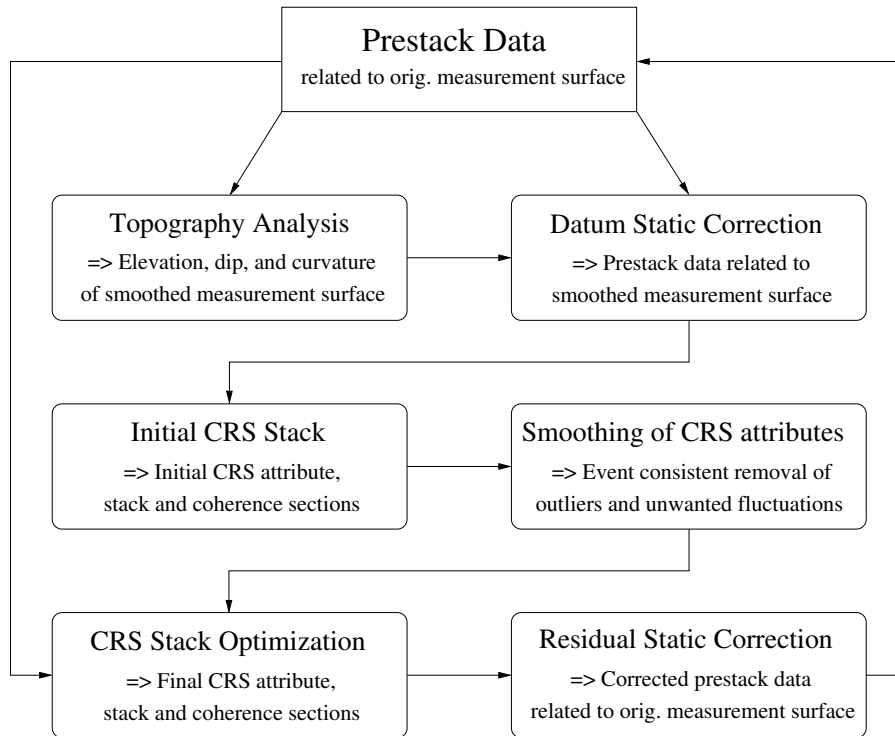 Prestack Data
related to orig. measurement surface
Topography Analysis
=> Elevation, dip, and curvature
of smoothed measurement surface
Datum Static Correction
=> Prestack data related to
smoothed measurement surface
Initial CRS Stack
=> Initial CRS attribute,
stack and coherence sections
Smoothing of CRS attributes
=> Event consistent removal of
outliers and unwanted fluctuations
CRS Stack Optimization
=> Final CRS attribute,
stack and coherence sections
Residual Static Correction
=> Corrected prestack data
related to orig. measurement surface